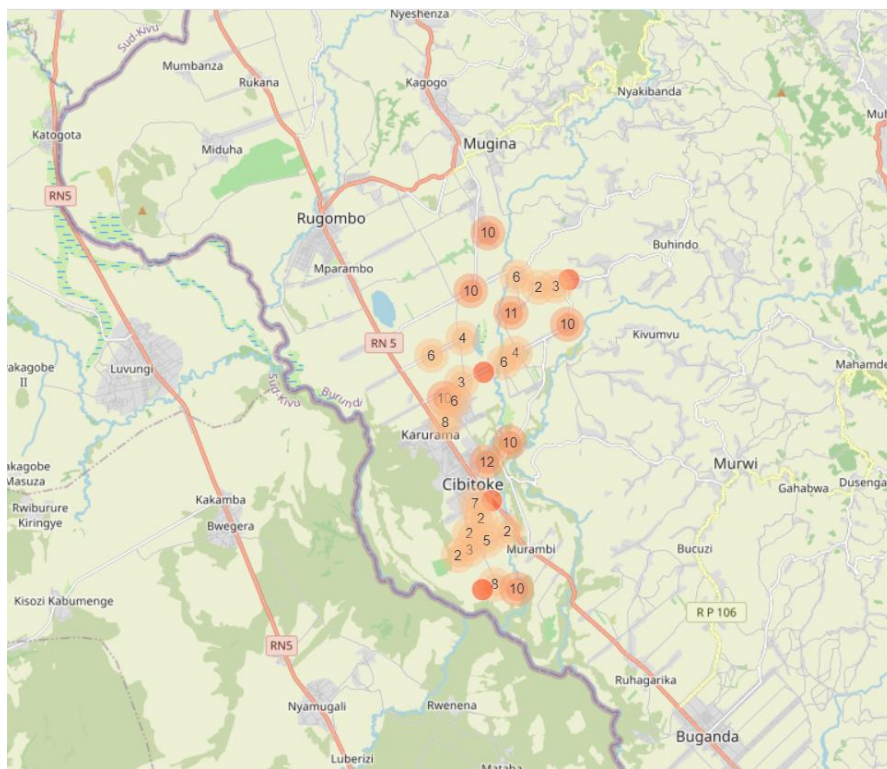 Nyeshenza
Sud-Kivu
Mumbanza
Rukana
Kagogo
Nyakibanda
Katogota
Miduha
Mugina
RN5
Rugombo
10
Buhindo
Mparambo
6
2
3
10
11
10
Kivumvu
RN 5
4
4
6
6
Luvungi
Mahamde
akagobe
II
Sud-Kivu
Burundi
3
10
6
8
Karurama
10
12
Murwi
akagobe
Masuza
Cibitoke
Gahabwa
Dusenga
Kakamba
Rwiburure
Kiringye
7
2
Bwegera
2
2
5
Murambi
3
2
Bucuzi
8
10
Kisozi Kabumenge
R P 106
RN5
Ruhagarika
Nyamugali
Rwenena
Buganda
Luberizi